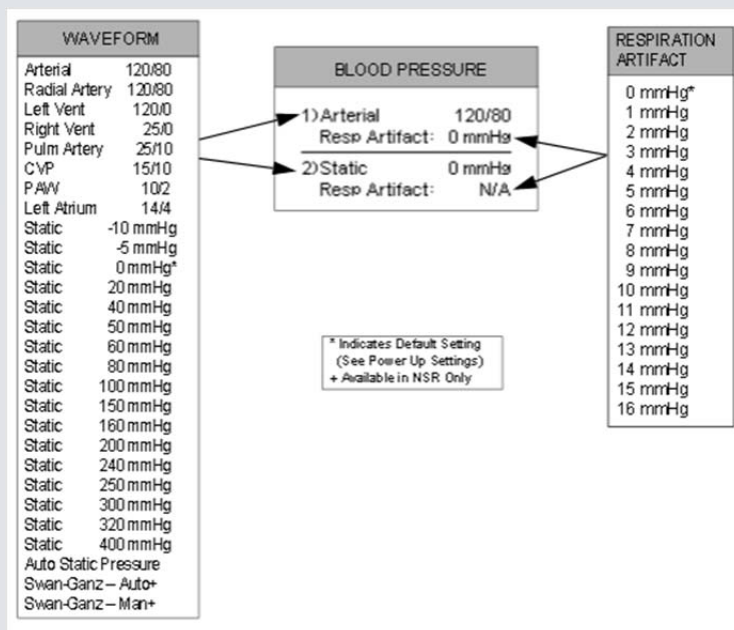 WAVEFORM
Arterial 120/80
Radial Artery 120/80
Left Vent 120/0
Right Vent 25/0
Pulm Artery 25/10
CVP 15/10
PAW 10/2
Left Atrium 14/4
Static -10 mmHg
Static -5 mmHg
Static 0 mmHg*
Static 20 mmHg
Static 40 mmHg
Static 50 mmHg
Static 60 mmHg
Static 80 mmHg
Static 100 mmHg
Static 150 mmHg
Static 160 mmHg
Static 200 mmHg
Static 240 mmHg
Static 250 mmHg
Static 300 mmHg
Static 320 mmHg
Static 400 mmHg
Auto Static Pressure
Swan-Ganz – Auto+
Swan-Ganz – Man+
BLOOD PRESSURE
1) Arterial 120/80
Resp Artifact: 0 mmHg
2) Static 0 mmHg
Resp Artifact: N/A
* Indicates Default Setting
(See Power Up Settings)
+ Available in NSR Only
RESPIRATION
ARTIFACT
0 mmHg*
1 mmHg
2 mmHg
3 mmHg
4 mmHg
5 mmHg
6 mmHg
7 mmHg
8 mmHg
9 mmHg
10 mmHg
11 mmHg
12 mmHg
13 mmHg
14 mmHg
15 mmHg
16 mmHg